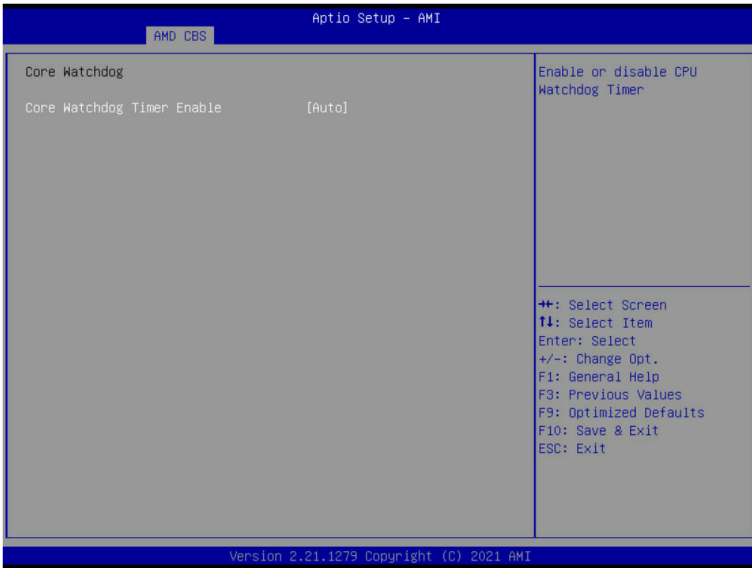 Aptio Setup – AMI
AMD CBS
Core Watchdog
Core Watchdog Timer Enable [Auto]
Enable or disable CPU
Watchdog Timer
→←: Select Screen
↑↓: Select Item
Enter: Select
+/-: Change Opt.
F1: General Help
F3: Previous Values
F9: Optimized Defaults
F10: Save & Exit
ESC: Exit
Version 2.21.1279 Copyright (C) 2021 AMI